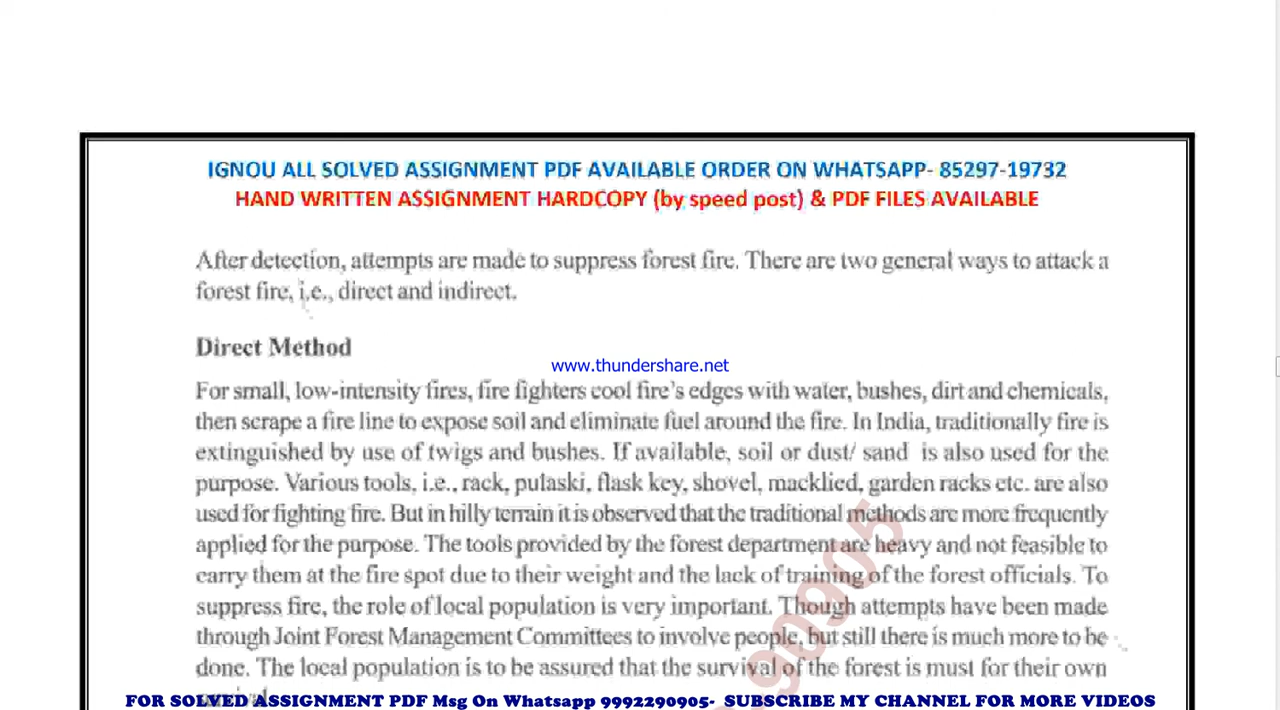 IGNOU ALL SOLVED ASSIGNMENT PDF AVAILABLE ORDER ON WHATSAPP- 85297-19732
HAND WRITTEN ASSIGNMENT HARDCOPY (by speed post) & PDF FILES AVAILABLE
After detection, attempts are made to suppress forest fire. There are two general ways to attack a
forest fire, i.e., direct and indirect.
Direct Method
www.thundershare.net
For small, low-intensity fires, fire fighters cool fire's edges with water, bushes, dirt and chemicals,
then scrape a fire line to expose soil and eliminate fuel around the fire. In India, traditionally fire is
extinguished by use of twigs and bushes. If available, soil or dust/ sand is also used for the
purpose. Various tools, i.e., rack, pulaski, flask key, shovel, macklied, garden racks etc. are also
used for fighting fire. But in hilly terrain it is observed that the traditional methods are more frequently
applied for the purpose. The tools provided by the forest department are heavy and not feasible to
carry them at the fire spot due to their weight and the lack of training of the forest officials. To
suppress fire, the role of local population is very important. Though attempts have been made
through Joint Forest Management Committees to involve people, but still there is much more to be
done. The local population is to be assured that the survival of the forest is must for their own
90905
FOR SOLVED ASSIGNMENT PDF Msg On Whatsapp 9992290905- SUBSCRIBE MY CHANNEL FOR MORE VIDEOS